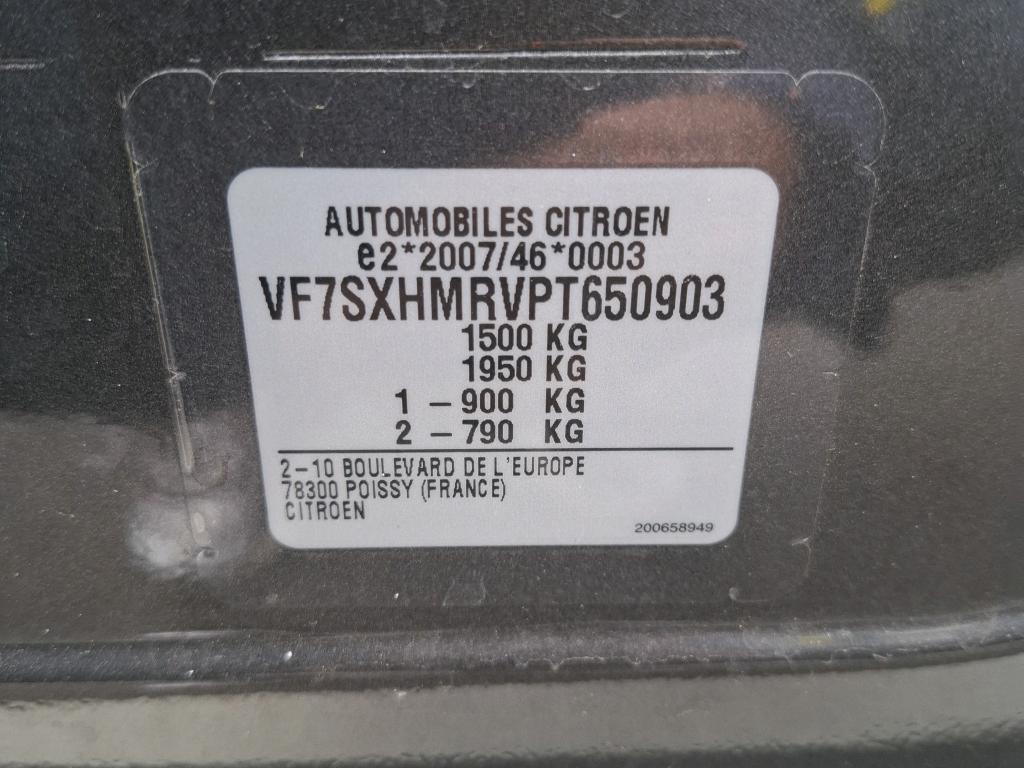 AUTOMOBILES CITROEN
e2*2007/46*0003
VF7SXHMRVPT650903
1500 KG
1950 KG
1 – 900 KG
2 – 790 KG
2–10 BOULEVARD DE L'EUROPE
78300 POISSY (FRANCE)
CITROEN
200658949